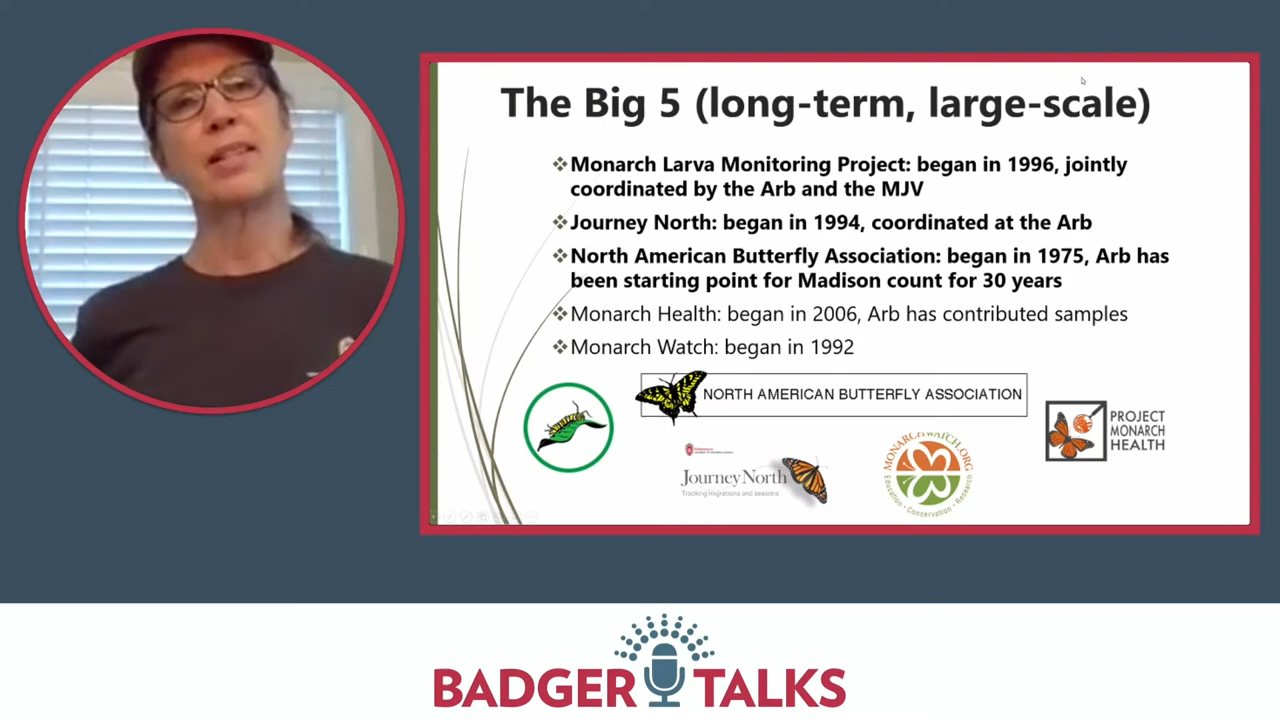 The Big 5 (long-term, large-scale)
❖Monarch Larva Monitoring Project: began in 1996, jointly
coordinated by the Arb and the MJV
❖Journey North: began in 1994, coordinated at the Arb
❖North American Butterfly Association: began in 1975, Arb has
been starting point for Madison count for 30 years
❖Monarch Health: began in 2006, Arb has contributed samples
❖Monarch Watch: began in 1992
NORTH AMERICAN BUTTERFLY ASSOCIATION
PROJECT
MONARCH
HEALTH
Journey North
Tracking migrations and seasons
MONARCHWATCH.ORG
Education • Conservation • Research
BADGER TALKS